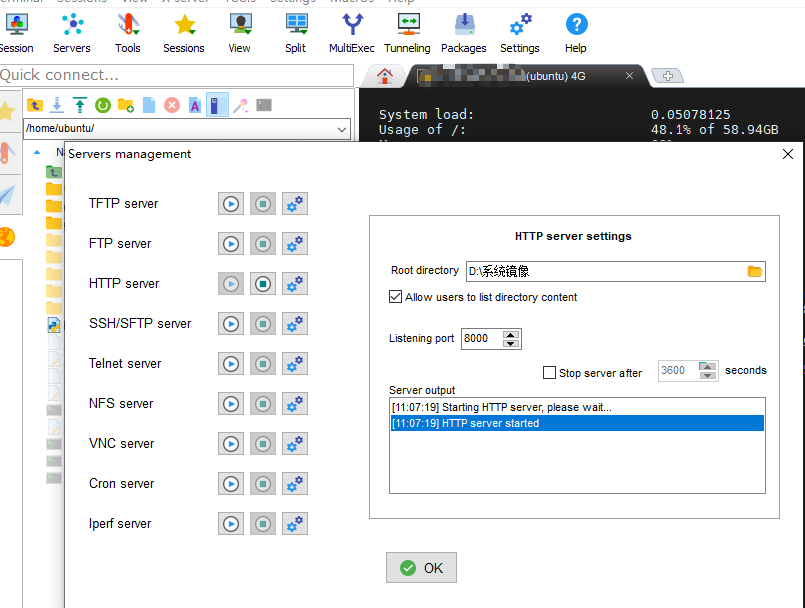 Sessions
View
Settings
Help
Session
Servers
Tools
Sessions
View
Split
MultiExec
Tunneling
Packages
Settings
Help
Quick connect...
(ubuntu) 4G
/home/ubuntu/
System load: 0.05078125
Usage of /: 48.1% of 58.94GB
Servers management
TFTP server
FTP server
HTTP server
SSH/SFTP server
Telnet server
NFS server
VNC server
Cron server
Iperf server
HTTP server settings
Root directory D:\系统镜像
Allow users to list directory content
Listening port 8000
Stop server after 3600 seconds
Server output
[11:07:19] Starting HTTP server, please wait...
[11:07:19] HTTP server started
OK